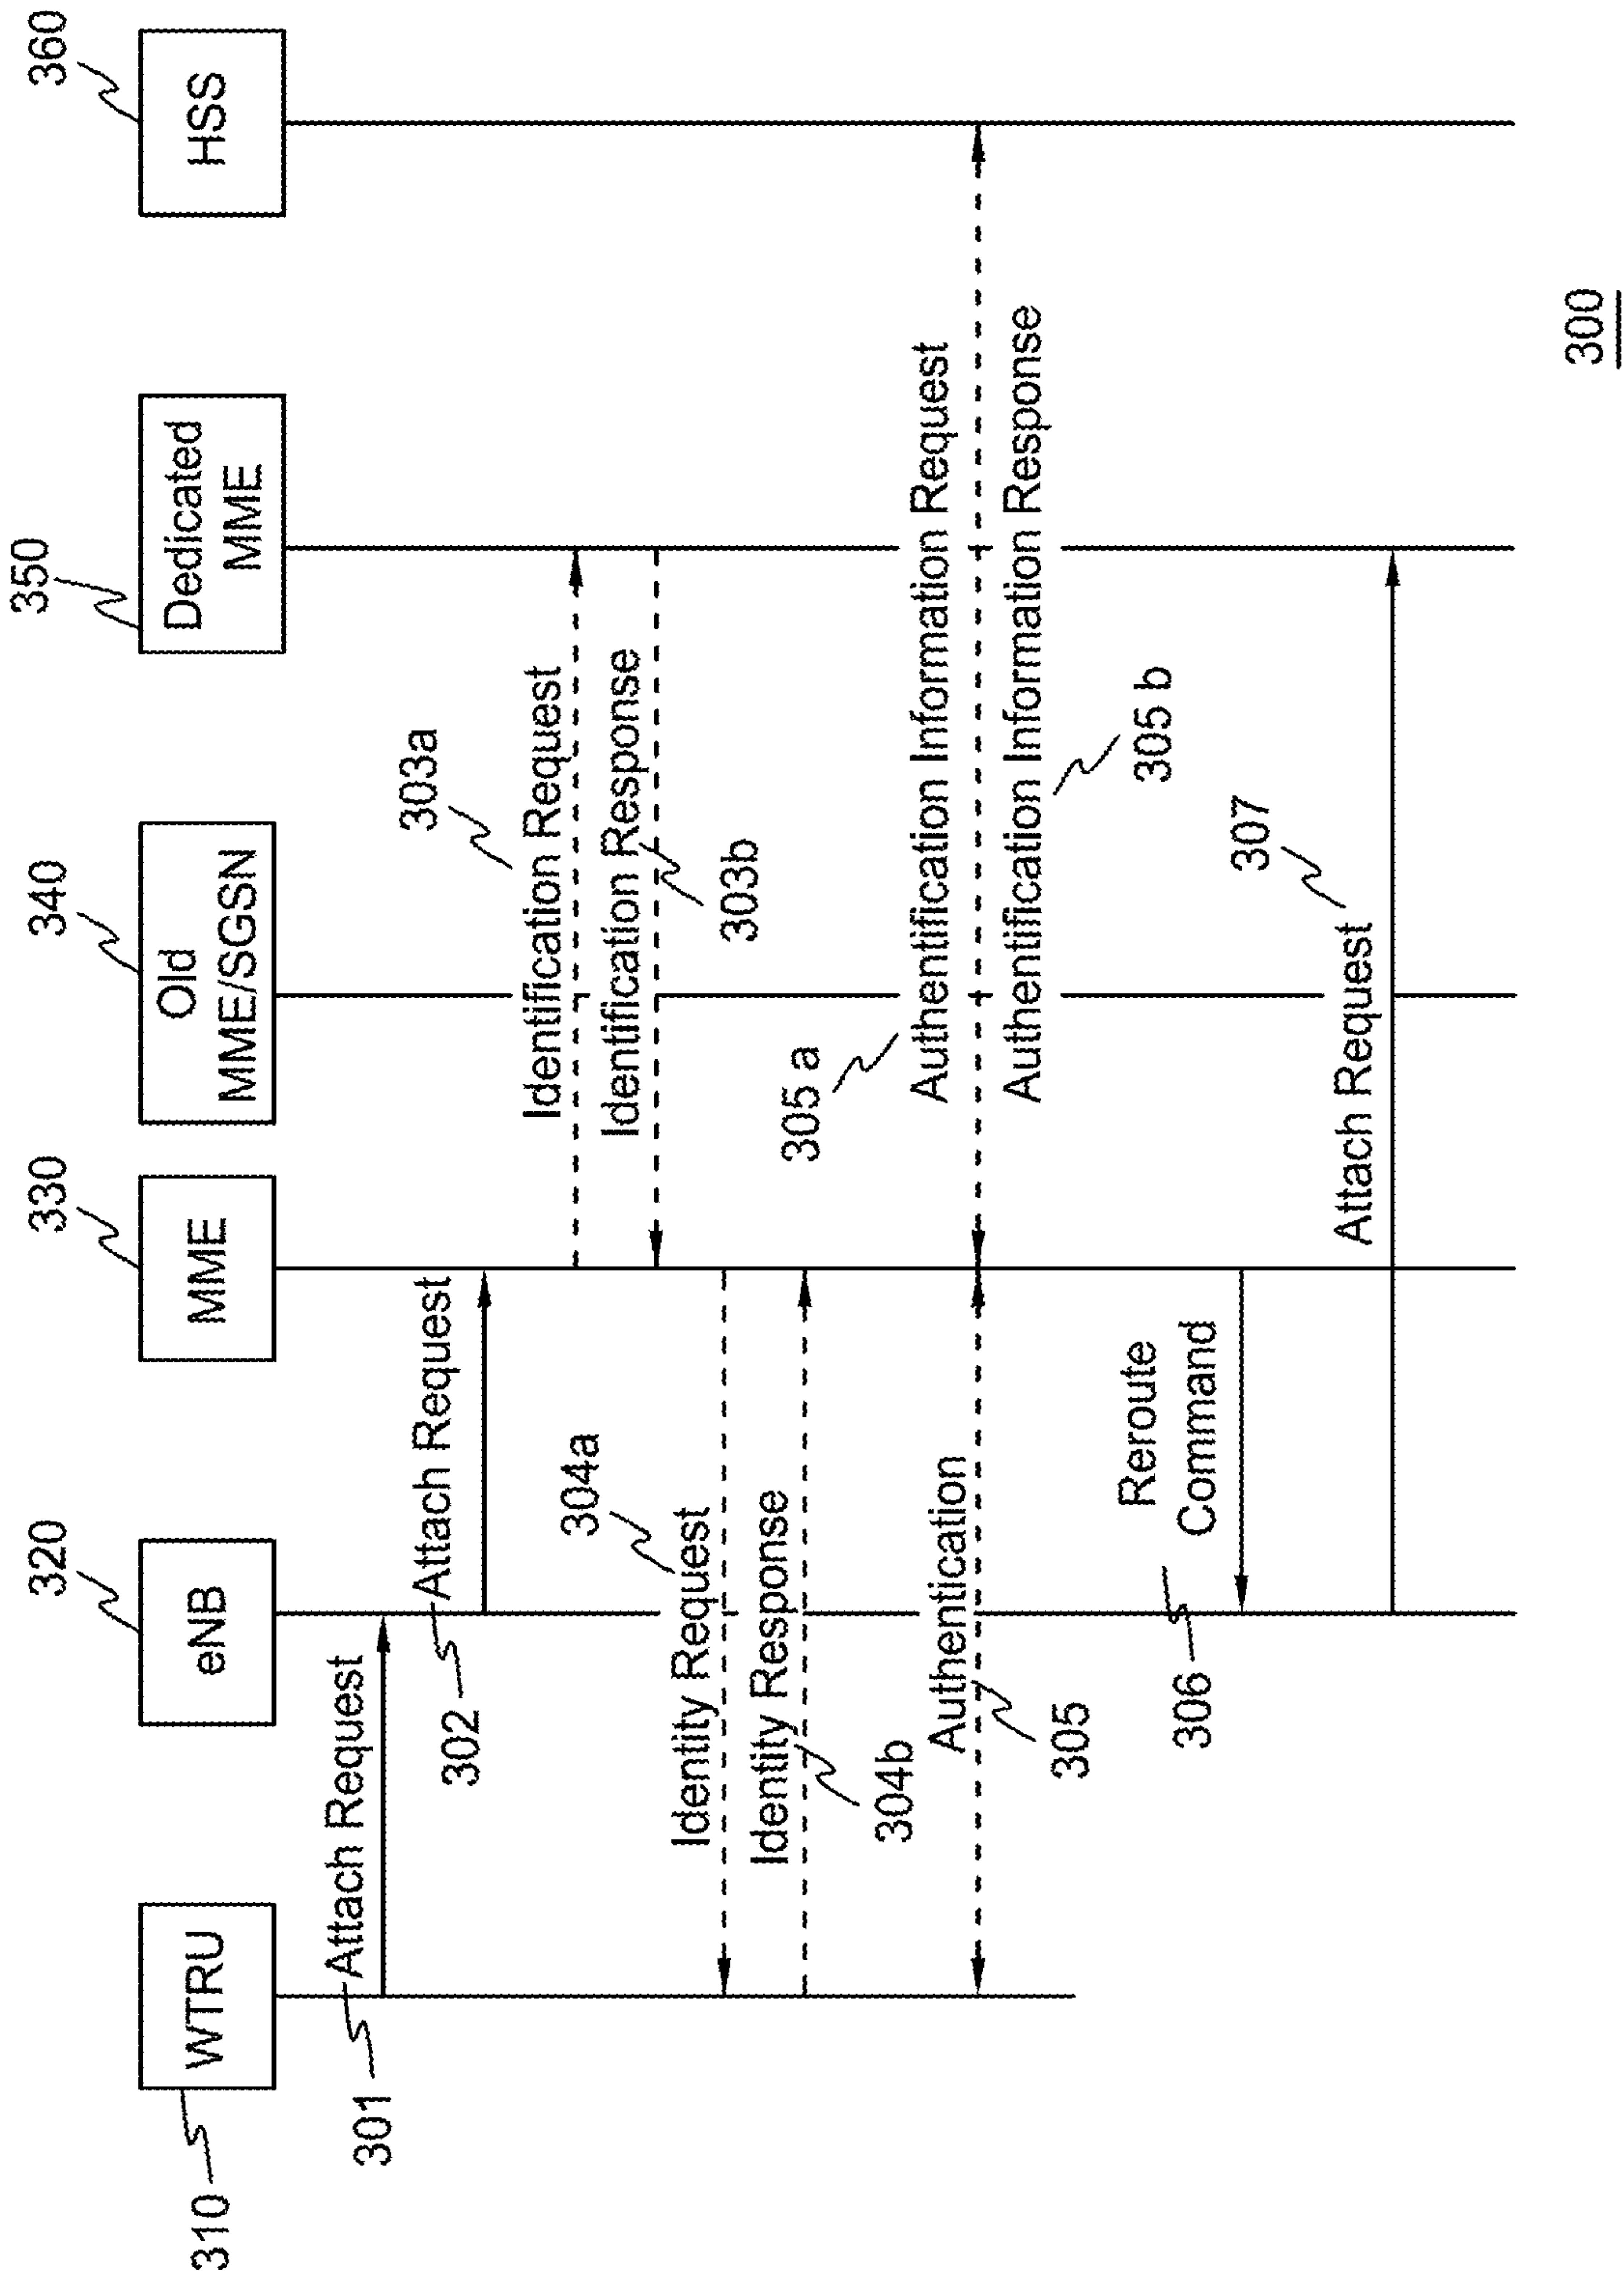 310
320
330
340
350
360
WTRU
eNB
MME
Old
MME/SGSN
Dedicated
MME
HSS
301
Attach Request
302
Attach Request
303a
Identification Request
Identification Response
303b
304a
Identity Request
Identity Response
304b
305 a
Authentification Information Request
Authentication
305
Authentification Information Response
305 b
Reroute
Command
306
307
Attach Request
300